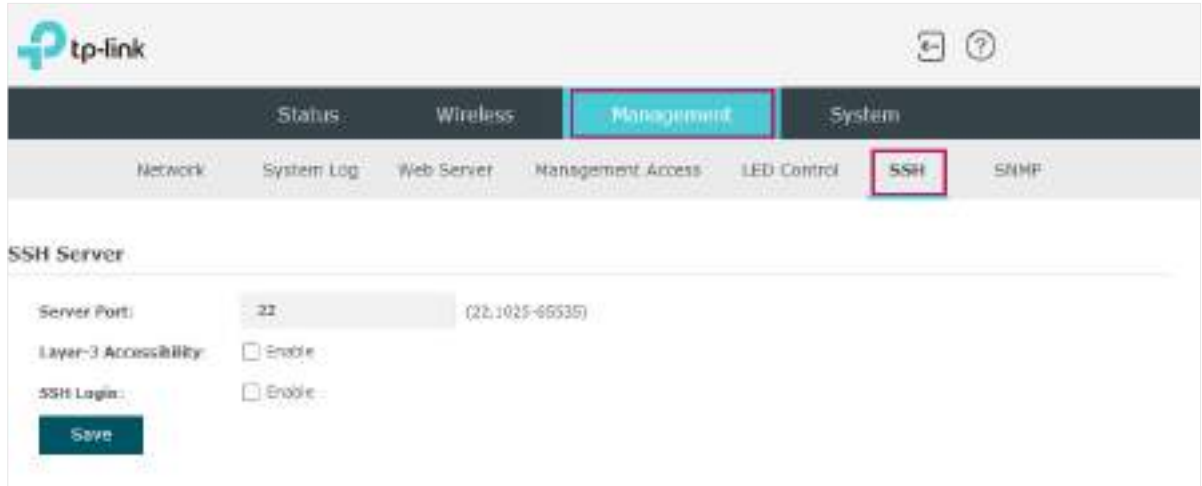 tp-link
Status Wireless Management System
Network System Log Web Server Management Access LED Control SSH SNMP
SSH Server
Server Port: 22 (22,1025-65535)
Layer-3 Accessibility: Enable
SSH Login: Enable
Save